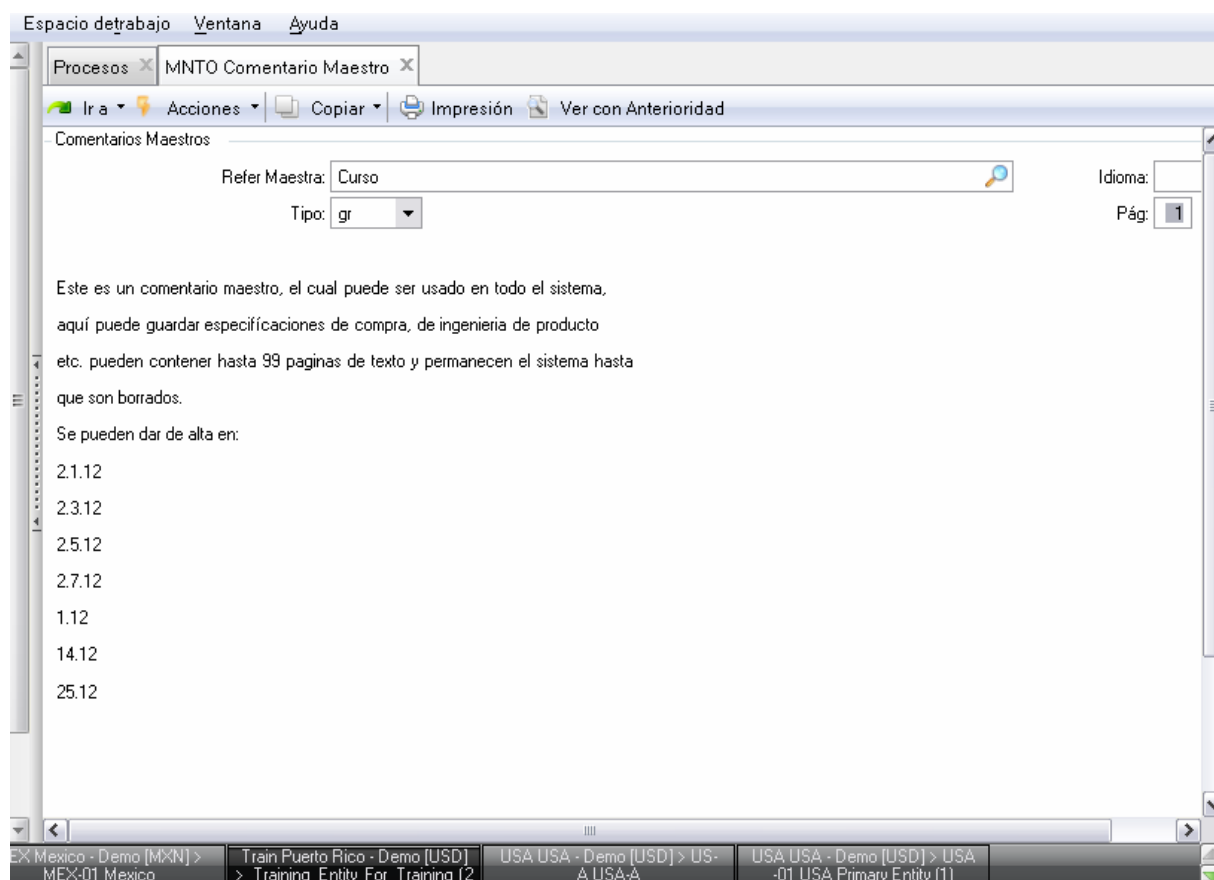 Espacio detrabajo Ventana Ayuda
Procesos MNTO Comentario Maestro
Ir a Acciones Copiar Impresión Ver con Anterioridad
Comentarios Maestros
Refer Maestra: Curso Idioma:
Tipo: gr Pág: 1
Este es un comentario maestro, el cual puede ser usado en todo el sistema,
aquí puede guardar especifícaciones de compra, de ingenieria de producto
etc. pueden contener hasta 99 paginas de texto y permanecen el sistema hasta
que son borrados.
Se pueden dar de alta en:
2.1.12
2.3.12
2.5.12
2.7.12
1.12
14.12
25.12
EX Mexico - Demo [MXN] > Train Puerto Rico - Demo [USD] USA USA - Demo [USD] > US- USA USA - Demo [USD] > USA
MEX-01 Mexico > Training Entity For Training (2 A USA-A -01 USA Primary Entity (1)